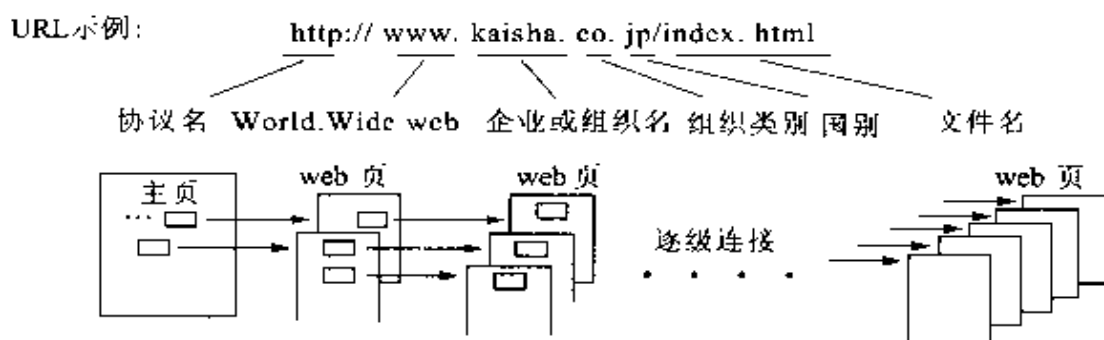 URL示例: http:// www. kaisha. co. jp/index. html
协议名 World.Wide web 企业或组织名 组织类别 国别 文件名
主页 web 页 web 页 web 页
...
逐级连接
. . . .